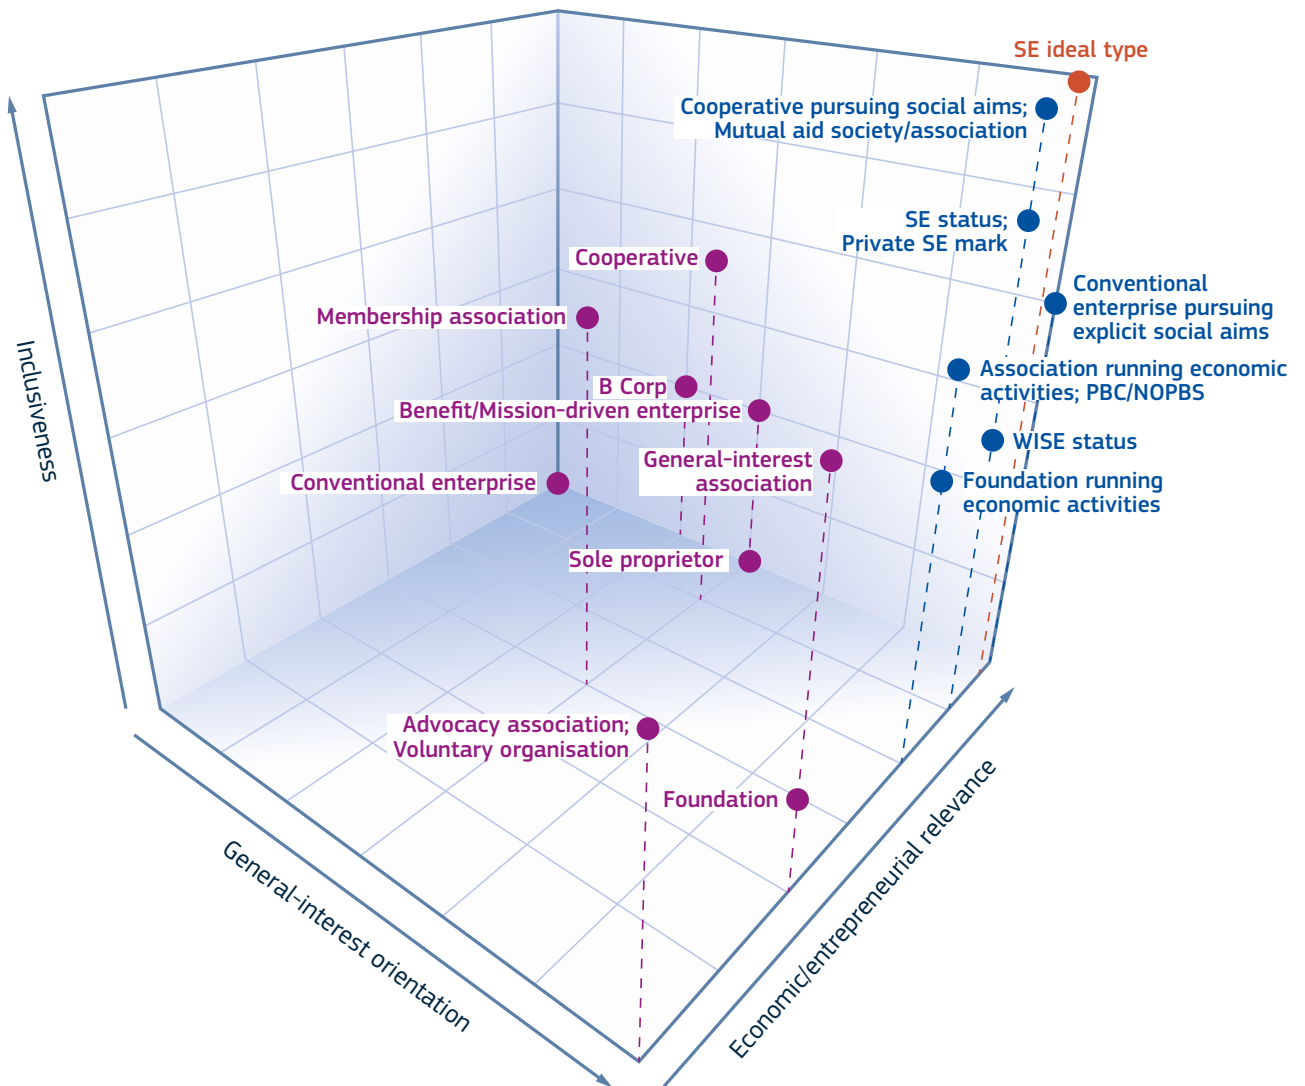 SE ideal type
Cooperative pursuing social aims;
Mutual aid society/association
SE status;
Private SE mark
Cooperative
Conventional
enterprise pursuing
explicit social aims
Membership association
Association running economic
activities; PBC/NOPBS
B Corp
Benefit/Mission-driven enterprise
WISE status
General-interest
association
Conventional enterprise
Foundation running
economic activities
Sole proprietor
Advocacy association;
Voluntary organisation
Foundation
Inclusiveness
General-interest orientation
Economic/entrepreneurial relevance